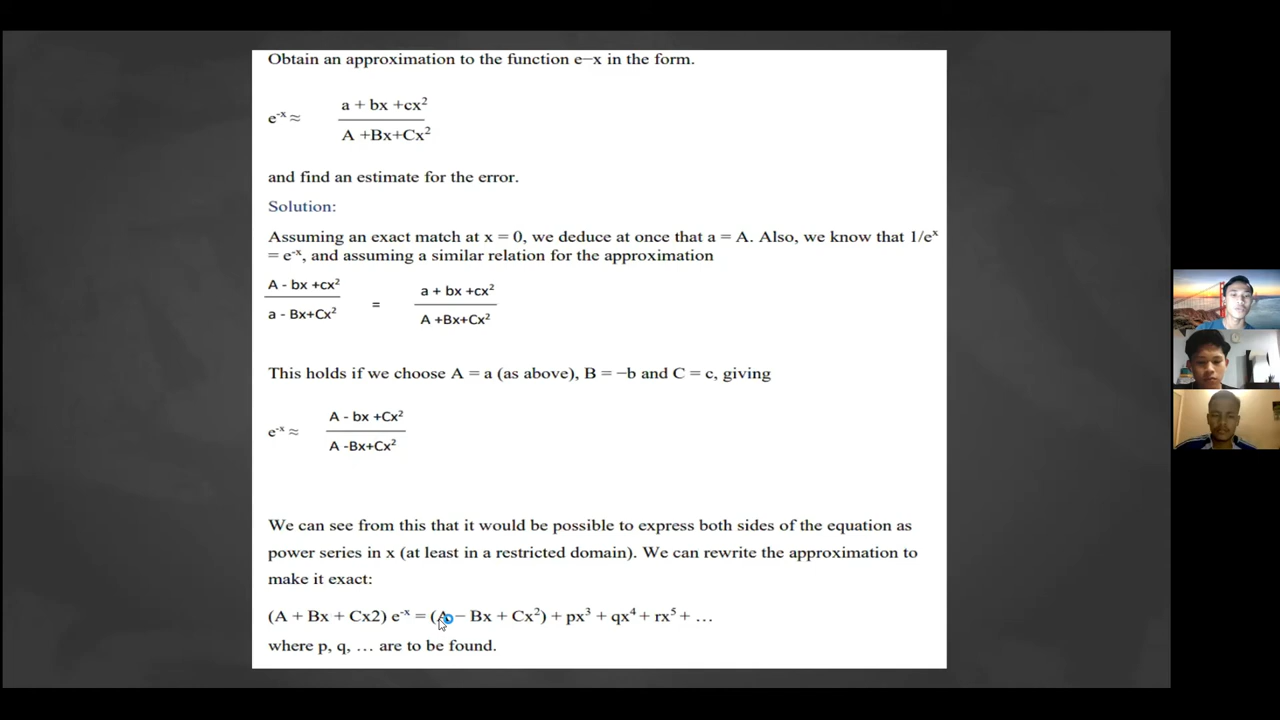 Obtain an approximation to the function e−x in the form.
e⁻ˣ ≈ a + bx +cx²
A +Bx+Cx²
and find an estimate for the error.
Solution:
Assuming an exact match at x = 0, we deduce at once that a = A. Also, we know that 1/eˣ
= e⁻ˣ, and assuming a similar relation for the approximation
A - bx +cx² = a + bx +cx²
a - Bx+Cx² A +Bx+Cx²
This holds if we choose A = a (as above), B = −b and C = c, giving
e⁻ˣ ≈ A - bx +Cx²
A -Bx+Cx²
We can see from this that it would be possible to express both sides of the equation as
power series in x (at least in a restricted domain). We can rewrite the approximation to
make it exact:
(A + Bx + Cx2) e⁻ˣ = (A − Bx + Cx²) + px³ + qx⁴ + rx⁵ + …
where p, q, … are to be found.